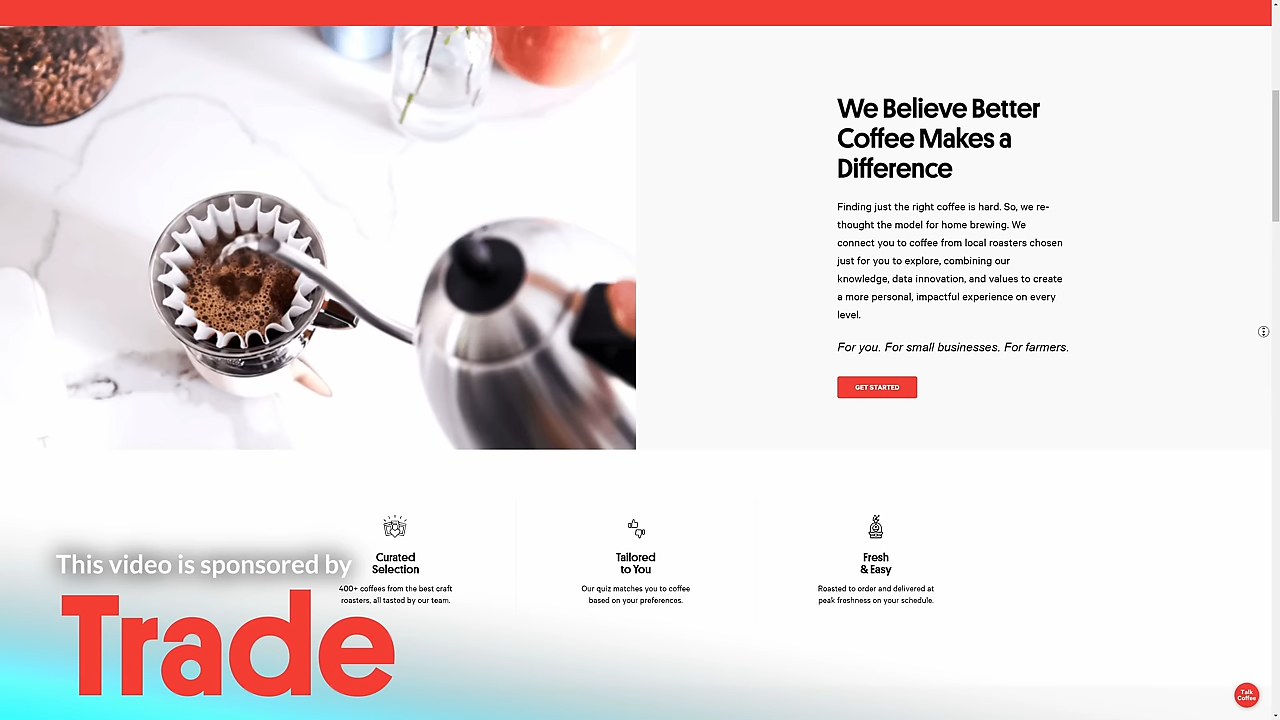 We Believe Better
Coffee Makes a
Difference
Finding just the right coffee is hard. So, we re-
thought the model for home brewing. We
connect you to coffee from local roasters chosen
just for you to explore, combining our
knowledge, data innovation, and values to create
a more personal, impactful experience on every
level.
For you. For small businesses. For farmers.
GET STARTED
Curated
Selection
400+ coffees from the best craft
roasters, all tasted by our team.
Tailored
to You
Our quiz matches you to coffee
based on your preferences.
Fresh
& Easy
Roasted to order and delivered at
peak freshness on your schedule.
This video is sponsored by
Trade
Talk
Coffee